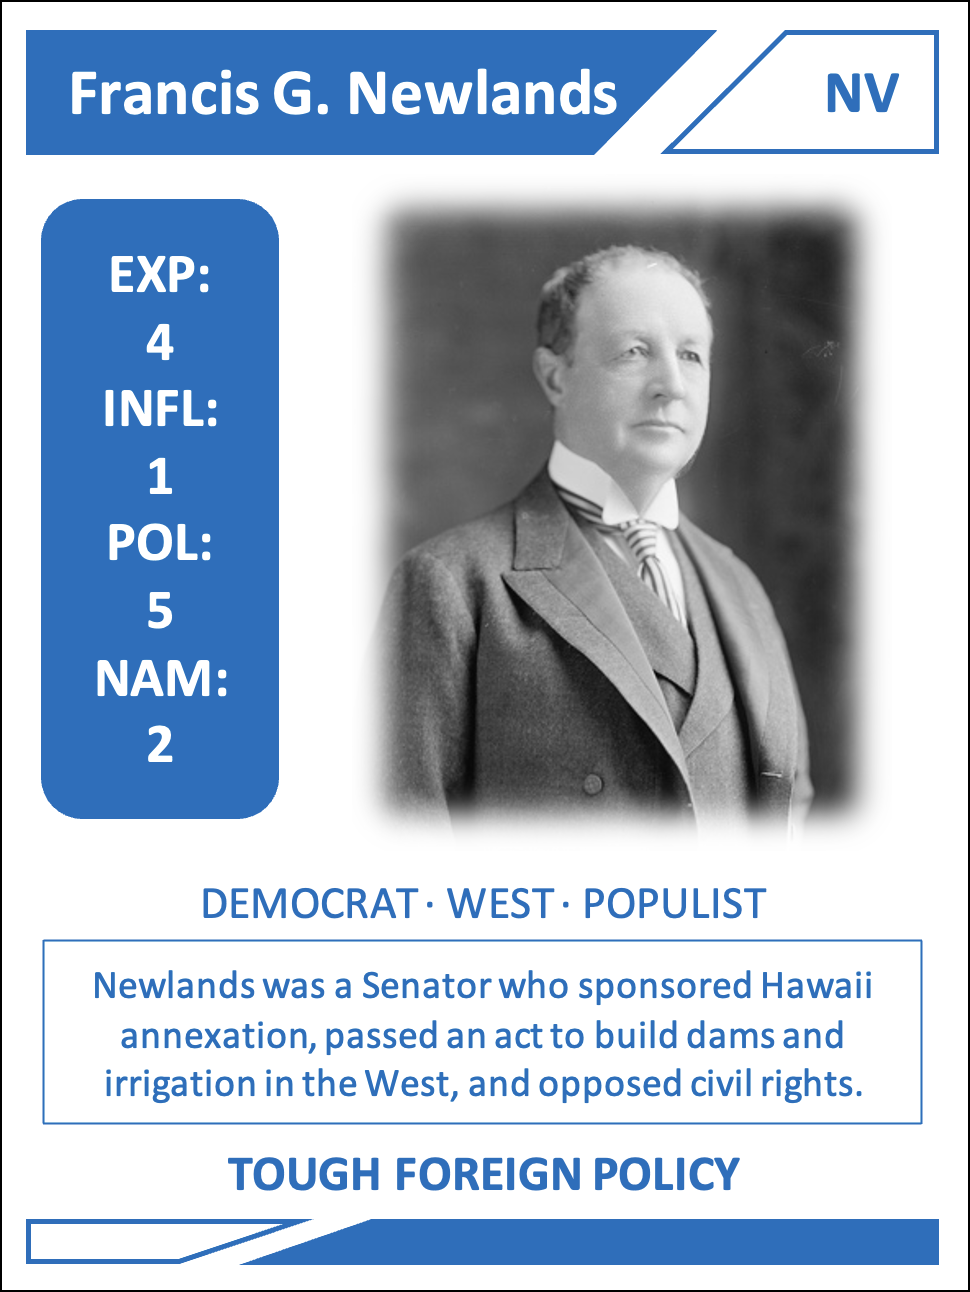 Francis G. Newlands
NV
EXP:
4
INFL:
1
POL:
5
NAM:
2
DEMOCRAT · WEST · POPULIST
Newlands was a Senator who sponsored Hawaii
annexation, passed an act to build dams and
irrigation in the West, and opposed civil rights.
TOUGH FOREIGN POLICY